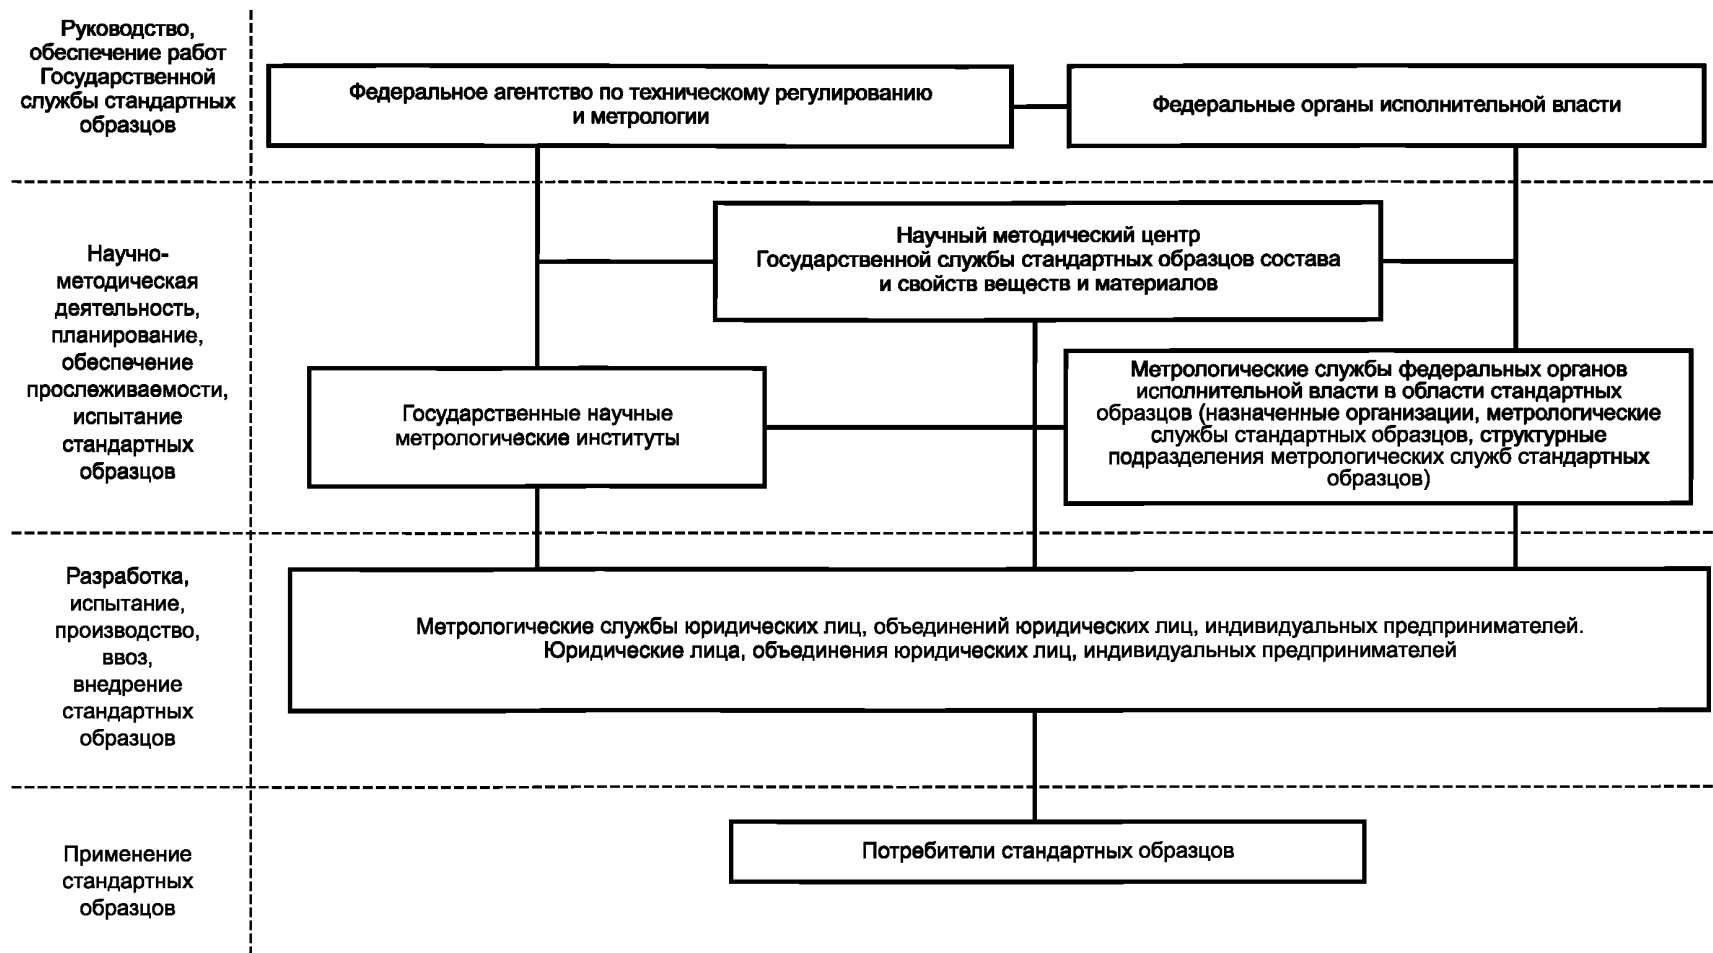 Руководство,
обеспечение работ
Государственной
службы стандартных
образцов
Федеральное агентство по техническому регулированию
и метрологии
Федеральные органы исполнительной власти
Научно-
методическая
деятельность,
планирование,
обеспечение
прослеживаемости,
испытание
стандартных
образцов
Научный методический центр
Государственной службы стандартных образцов состава
и свойств веществ и материалов
Государственные научные
метрологические институты
Метрологические службы федеральных органов
исполнительной власти в области стандартных
образцов (назначенные организации, метрологические
службы стандартных образцов, структурные
подразделения метрологических служб стандартных
образцов)
Разработка,
испытание,
производство,
ввоз,
внедрение
стандартных
образцов
Метрологические службы юридических лиц, объединений юридических лиц, индивидуальных предпринимателей.
Юридические лица, объединения юридических лиц, индивидуальных предпринимателей
Применение
стандартных
образцов
Потребители стандартных образцов